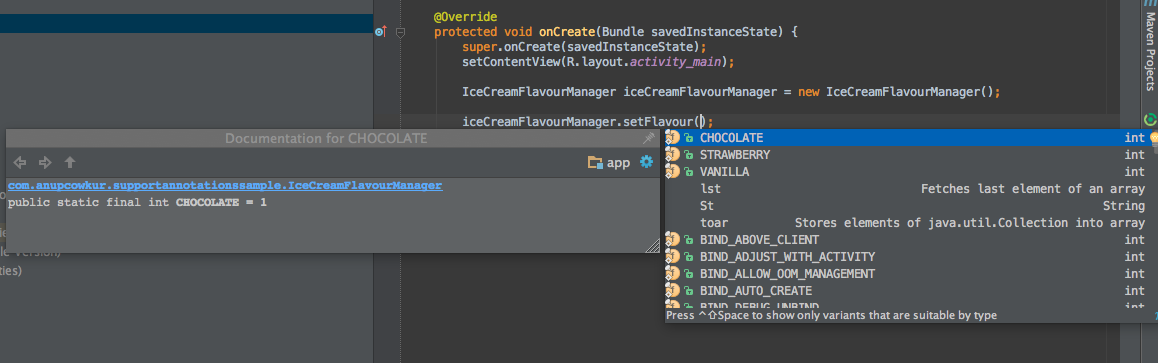 @Override
protected void onCreate(Bundle savedInstanceState) {
super.onCreate(savedInstanceState);
setContentView(R.layout.activity_main);
IceCreamFlavourManager iceCreamFlavourManager = new IceCreamFlavourManager();
iceCreamFlavourManager.setFlavour();
Maven Projects
Documentation for CHOCOLATE
app
com.anupcowkur.supportannotationssample.IceCreamFlavourManager
public static final int CHOCOLATE = 1
CHOCOLATE int
STRAWBERRY int
VANILLA int
lst Fetches last element of an array
St String
toar Stores elements of java.util.Collection into array
BIND_ABOVE_CLIENT int
BIND_ADJUST_WITH_ACTIVITY int
BIND_ALLOW_OOM_MANAGEMENT int
BIND_AUTO_CREATE int
BIND_DEBUG_UNBIND int
Press ^⇧Space to show only variants that are suitable by type
Version)
ties)